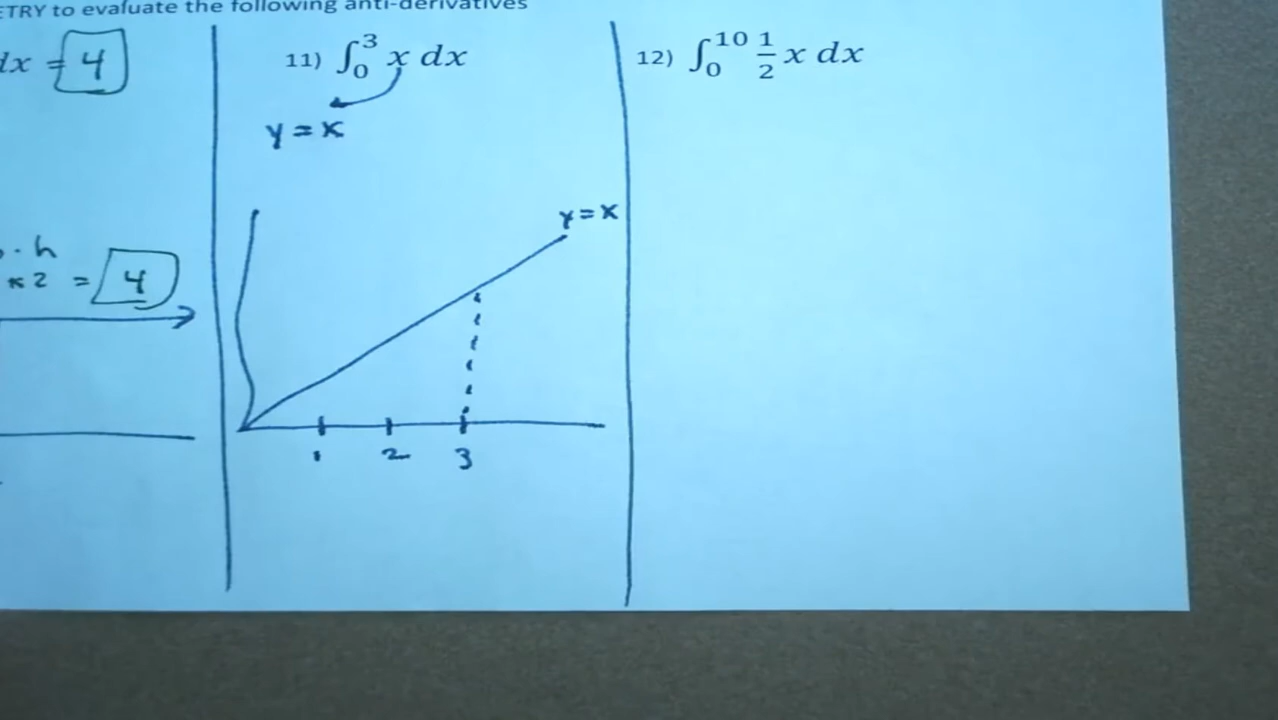 ETRY to evaluate the following anti-derivatives
dx = 4
11) ∫₀³ x dx
12) ∫₀¹⁰ 1/2 x dx
y = x
y = x
· h
× 2 = 4
1 2 3